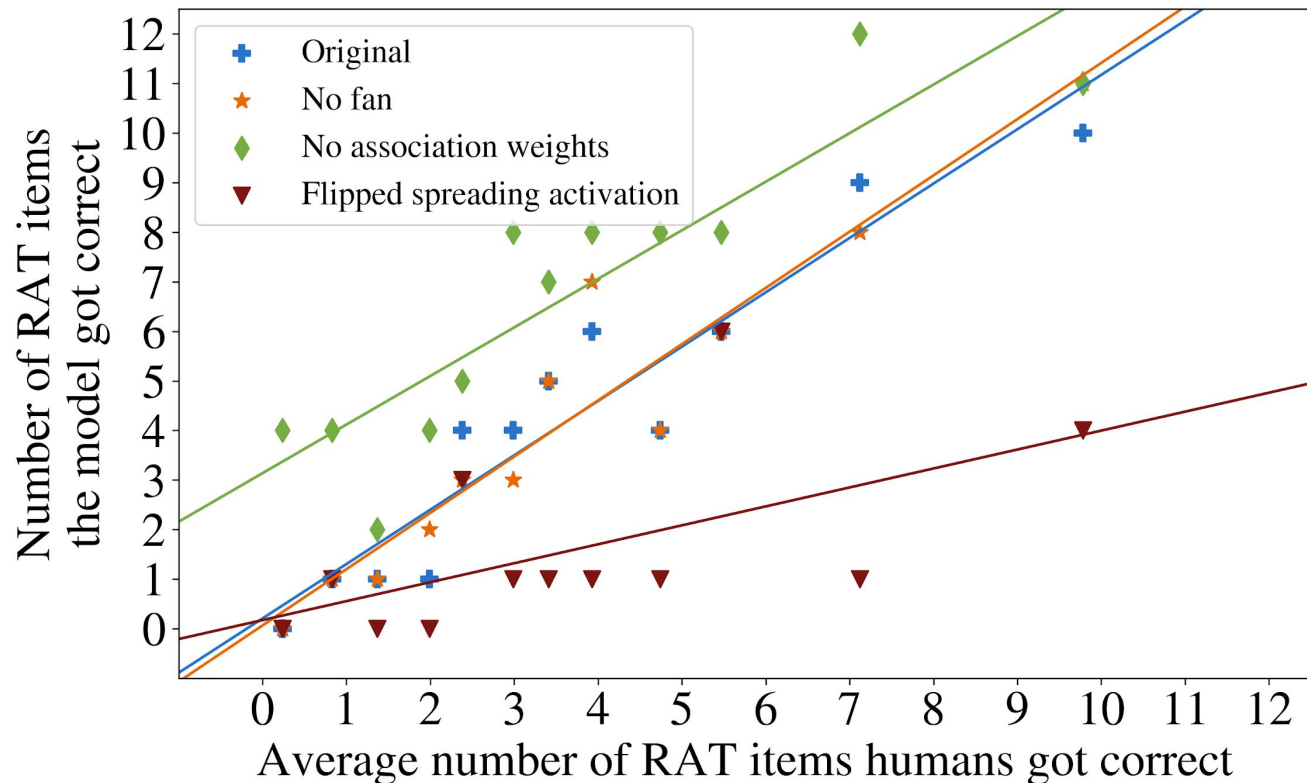 Number of RAT items
the model got correct
12
11
10
9
8
7
6
5
4
3
2
1
0
Original
No fan
No association weights
Flipped spreading activation
0 1 2 3 4 5 6 7 8 9 10 11 12
Average number of RAT items humans got correct